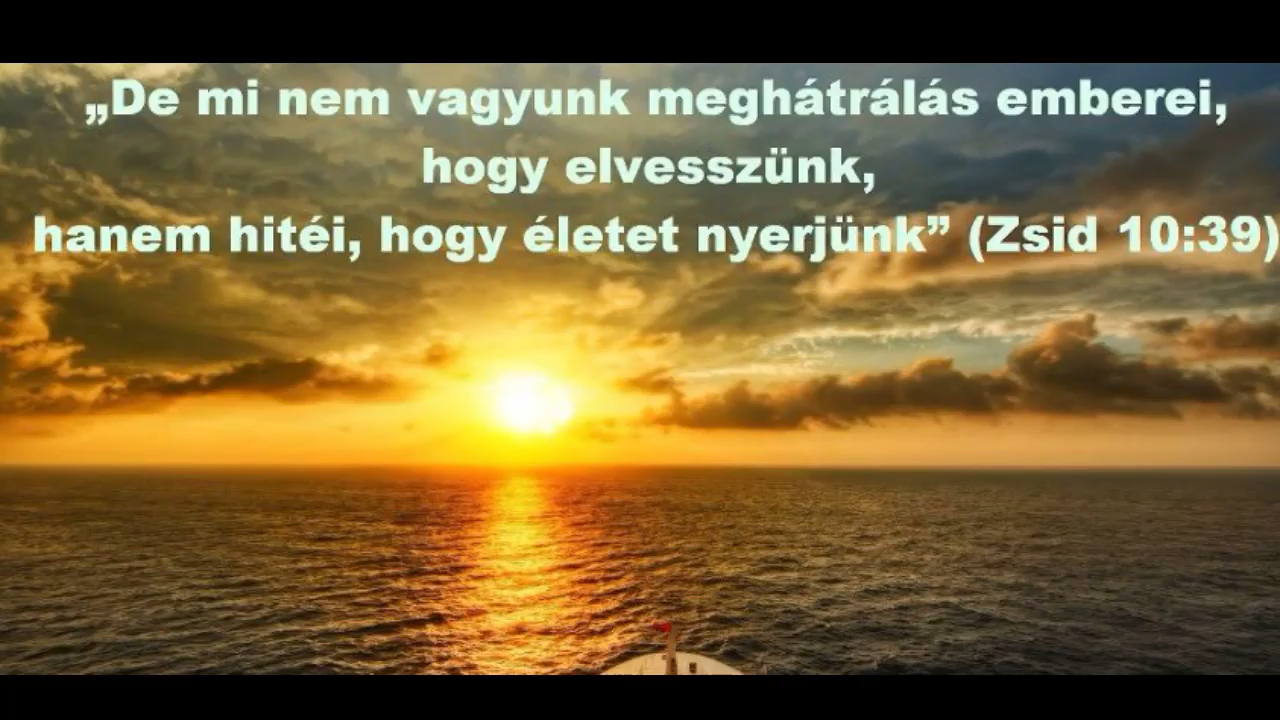 „De mi nem vagyunk meghátrálás emberei,
hogy elvesszünk,
hanem hitéi, hogy életet nyerjünk” (Zsid 10:39)